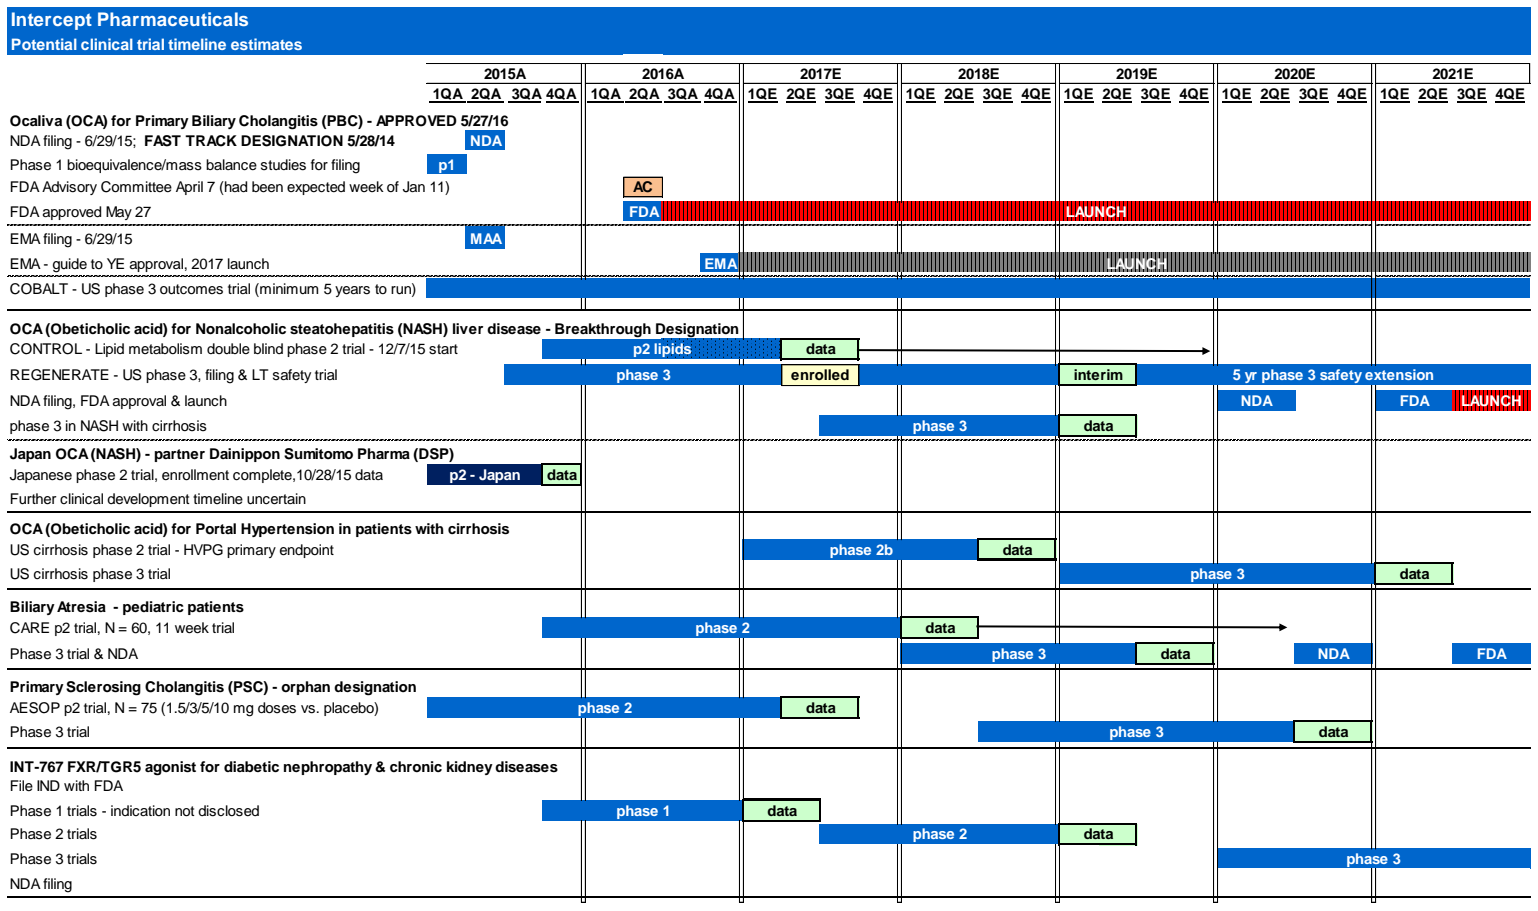 Intercept Pharmaceuticals
Potential clinical trial timeline estimates
2015A 2016A 2017E 2018E 2019E 2020E 2021E
1QA 2QA 3QA 4QA 1QA 2QA 3QA 4QA 1QE 2QE 3QE 4QE 1QE 2QE 3QE 4QE 1QE 2QE 3QE 4QE 1QE 2QE 3QE 4QE 1QE 2QE 3QE 4QE
Ocaliva (OCA) for Primary Biliary Cholangitis (PBC) - APPROVED 5/27/16
NDA filing - 6/29/15; FAST TRACK DESIGNATION 5/28/14 NDA
Phase 1 bioequivalence/mass balance studies for filing p1
FDA Advisory Committee April 7 (had been expected week of Jan 11) AC
FDA approved May 27 FDA LAUNCH
EMA filing - 6/29/15 MAA
EMA - guide to YE approval, 2017 launch EMA LAUNCH
COBALT - US phase 3 outcomes trial (minimum 5 years to run)
OCA (Obeticholic acid) for Nonalcoholic steatohepatitis (NASH) liver disease - Breakthrough Designation
CONTROL - Lipid metabolism double blind phase 2 trial - 12/7/15 start p2 lipids data
REGENERATE - US phase 3, filing & LT safety trial phase 3 enrolled interim 5 yr phase 3 safety extension
NDA filing, FDA approval & launch NDA FDA LAUNCH
phase 3 in NASH with cirrhosis phase 3 data
Japan OCA (NASH) - partner Dainippon Sumitomo Pharma (DSP)
Japanese phase 2 trial, enrollment complete,10/28/15 data p2 - Japan data
Further clinical development timeline uncertain
OCA (Obeticholic acid) for Portal Hypertension in patients with cirrhosis
US cirrhosis phase 2 trial - HVPG primary endpoint phase 2b data
US cirrhosis phase 3 trial phase 3 data
Biliary Atresia - pediatric patients
CARE p2 trial, N = 60, 11 week trial phase 2 data
Phase 3 trial & NDA phase 3 data NDA FDA
Primary Sclerosing Cholangitis (PSC) - orphan designation
AESOP p2 trial, N = 75 (1.5/3/5/10 mg doses vs. placebo) phase 2 data
Phase 3 trial phase 3 data
INT-767 FXR/TGR5 agonist for diabetic nephropathy & chronic kidney diseases
File IND with FDA
Phase 1 trials - indication not disclosed phase 1 data
Phase 2 trials phase 2 data
Phase 3 trials phase 3
NDA filing